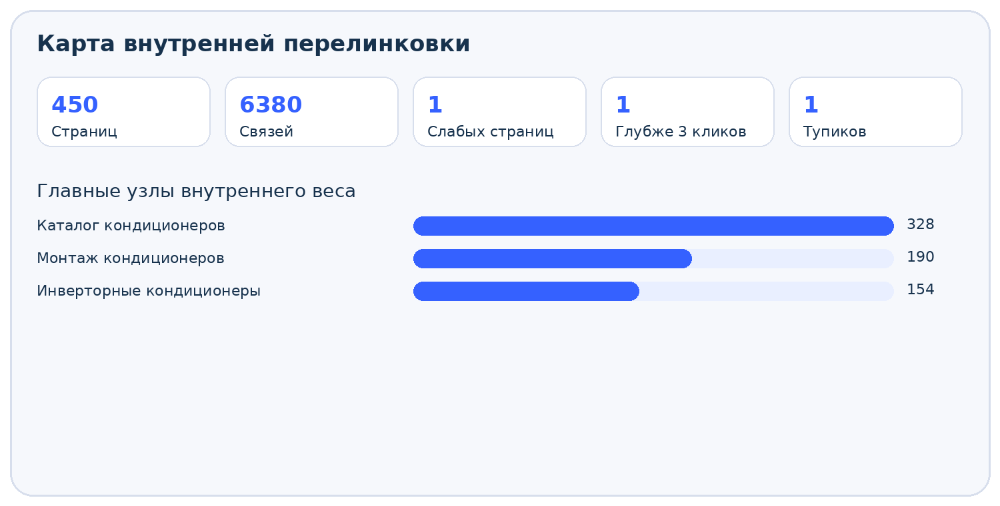 Карта внутренней перелинковки
450
Страниц
6380
Связей
1
Слабых страниц
1
Глубже 3 кликов
1
Тупиков
Главные узлы внутреннего веса
Каталог кондиционеров 328
Монтаж кондиционеров 190
Инверторные кондиционеры 154